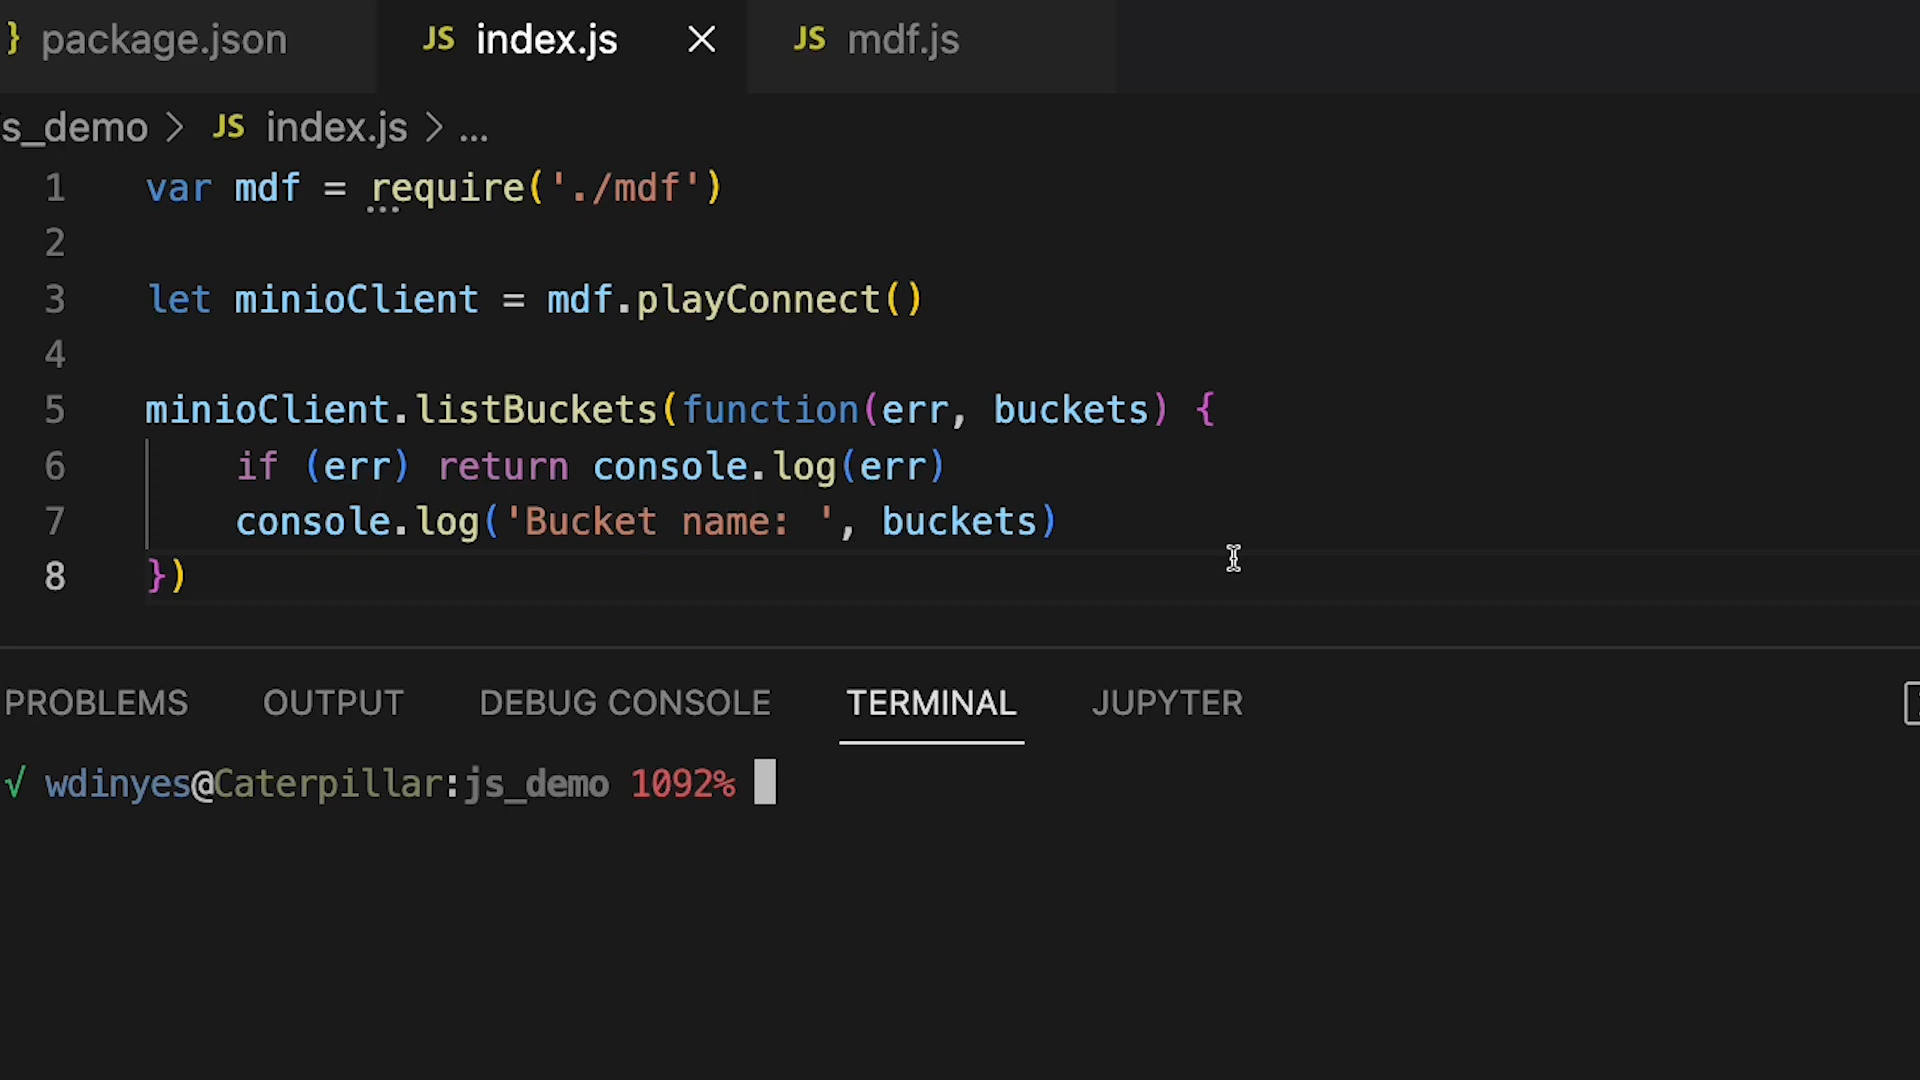 } package.json JS index.js JS mdf.js
s_demo > JS index.js > ...
1 var mdf = require('./mdf')
2
3 let minioClient = mdf.playConnect()
4
5 minioClient.listBuckets(function(err, buckets) {
6     if (err) return console.log(err)
7     console.log('Bucket name: ', buckets)
8 })
PROBLEMS OUTPUT DEBUG CONSOLE TERMINAL JUPYTER
√ wdinyes@Caterpillar:js_demo 1092%